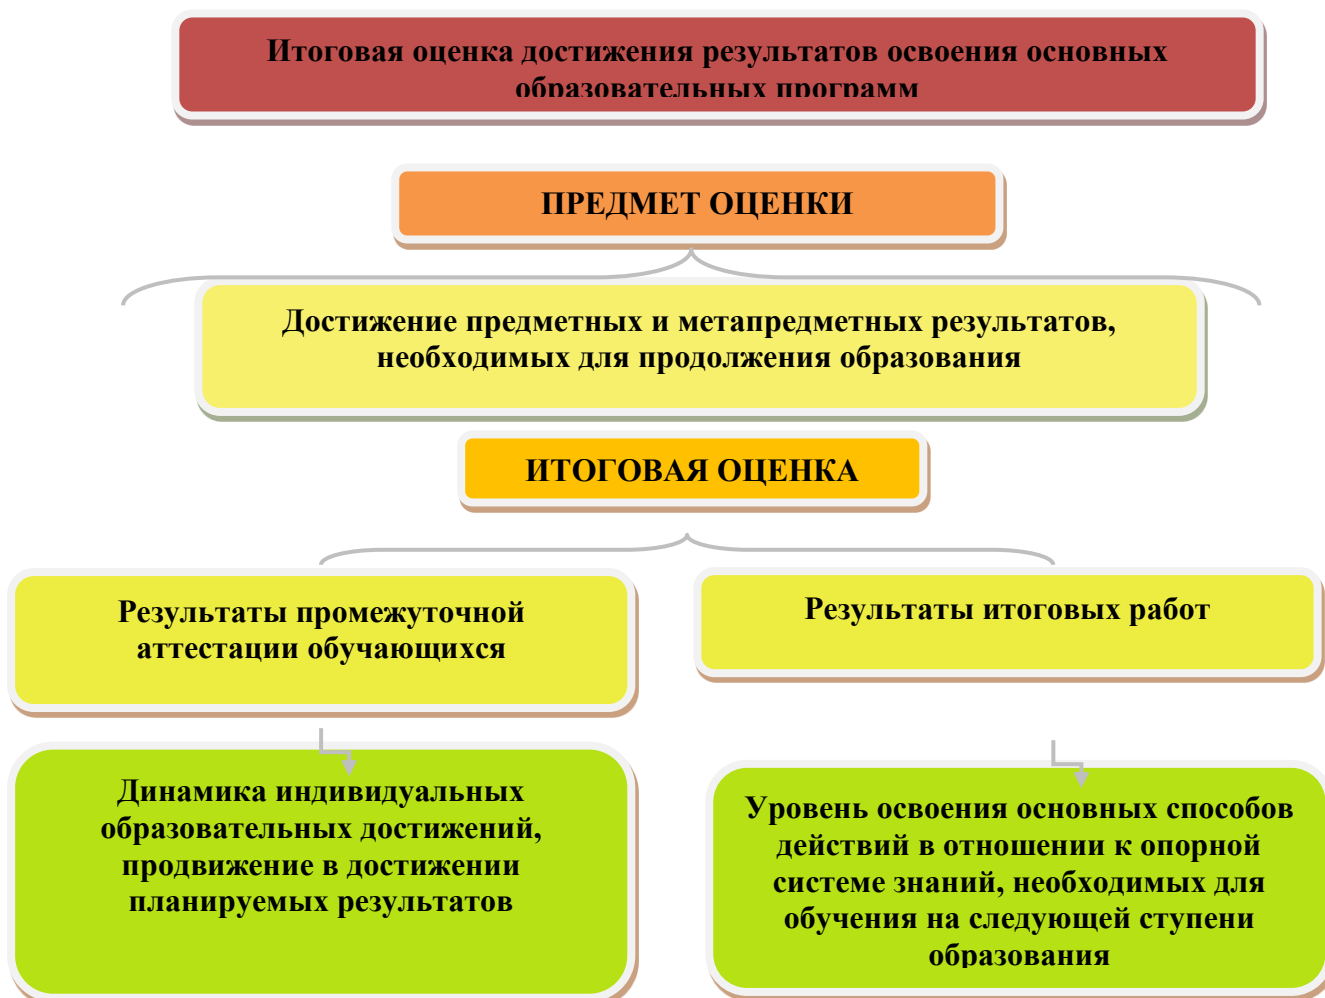 Итоговая оценка достижения результатов освоения основных
образовательных программ
ПРЕДМЕТ ОЦЕНКИ
Достижение предметных и метапредметных результатов,
необходимых для продолжения образования
ИТОГОВАЯ ОЦЕНКА
Результаты промежуточной
аттестации обучающихся
Результаты итоговых работ
Динамика индивидуальных
образовательных достижений,
продвижение в достижении
планируемых результатов
Уровень освоения основных способов
действий в отношении к опорной
системе знаний, необходимых для
обучения на следующей ступени
образования